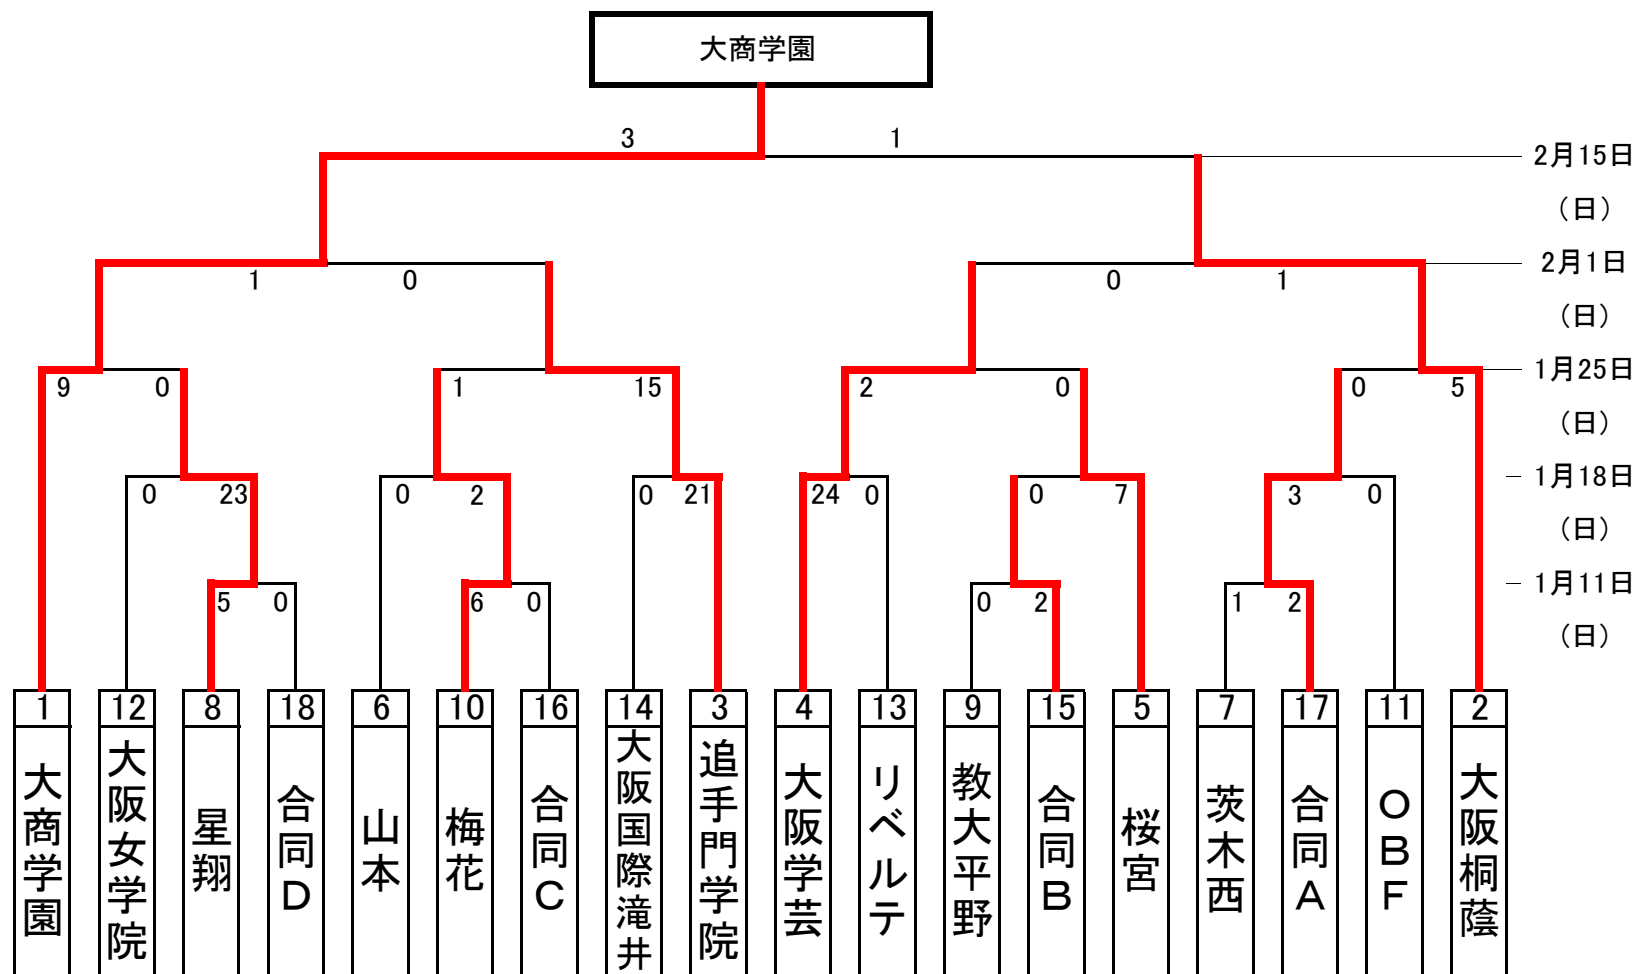 大商学園
3 1 2月15日
(日)
1 0 0 1 2月1日
(日)
9 0 1 15 2 0 0 5 1月25日
(日)
0 23 0 2 0 21 24 0 0 7 3 0 1月18日
(日)
5 0 6 0 0 2 1 2 1月11日
(日)
1 12 8 18 6 10 16 14 3 4 13 9 15 5 7 17 11 2
大商学園
大阪女学院
星翔
合同D
山本
梅花
合同C
大阪国際滝井
追手門学院
大阪学芸
リベルテ
教大平野
合同B
桜宮
茨木西
合同A
OBF
大阪桐蔭